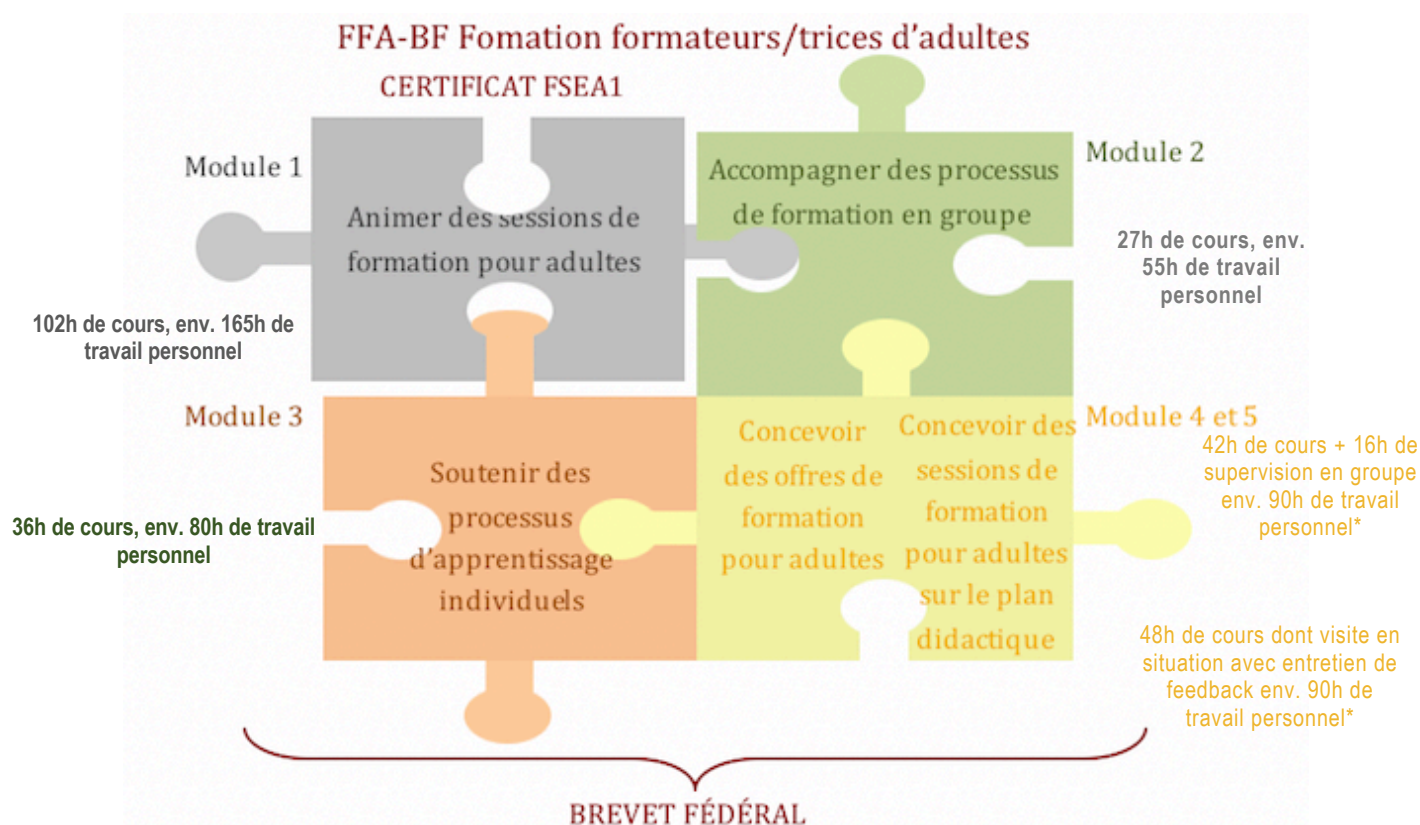 FFA-BF Fomation formateurs/trices d'adultes
CERTIFICAT FSEA1
Module 1
Animer des sessions de
formation pour adultes
102h de cours, env. 165h de
travail personnel
Module 2
Accompagner des processus
de formation en groupe
27h de cours, env.
55h de travail
personnel
Module 3
Soutenir des
processus
d'apprentissage
individuels
36h de cours, env. 80h de travail
personnel
Module 4 et 5
Concevoir
des offres de
formation
pour adultes
Concevoir des
sessions de
formation
pour adultes
sur le plan
didactique
42h de cours + 16h de
supervision en groupe
env. 90h de travail
personnel*
48h de cours dont visite en
situation avec entretien de
feedback env. 90h de
travail personnel*
BREVET FÉDÉRAL